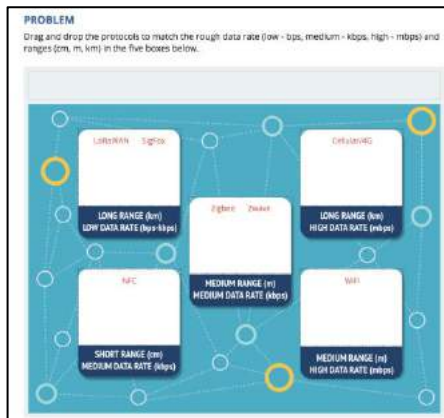 PROBLEM
Drag and drop the protocols to match the rough data rate (low - bps, medium - kbps, high - mbps) and
ranges (cm, m, km) in the five boxes below.
LoRaWAN SigFox
LONG RANGE (km)
LOW DATA RATE (bps-kbps)
Cellular/4G
LONG RANGE (km)
HIGH DATA RATE (mbps)
Zigbee Zwave
MEDIUM RANGE (m)
MEDIUM DATA RATE (kbps)
NFC
SHORT RANGE (cm)
MEDIUM DATA RATE (kbps)
WiFi
MEDIUM RANGE (m)
HIGH DATA RATE (mbps)